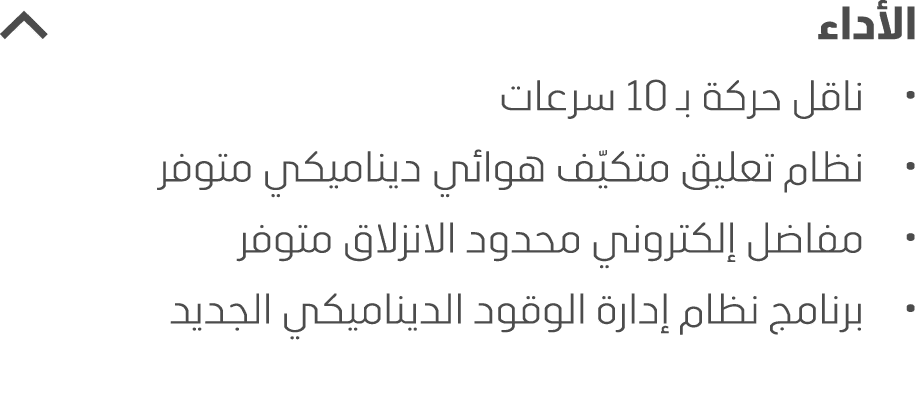 الأداء
• ناقل حركة بـ 10 سرعات
• نظام تعليق متكيّف هوائي ديناميكي متوفر
• مفاضل إلكتروني محدود الانزلاق متوفر
• برنامج نظام إدارة الوقود الديناميكي الجديد